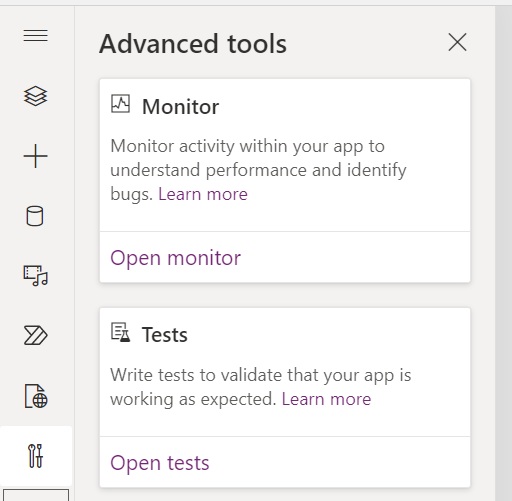 Advanced tools
Monitor
Monitor activity within your app to
understand performance and identify
bugs. Learn more
Open monitor
Tests
Write tests to validate that your app is
working as expected. Learn more
Open tests